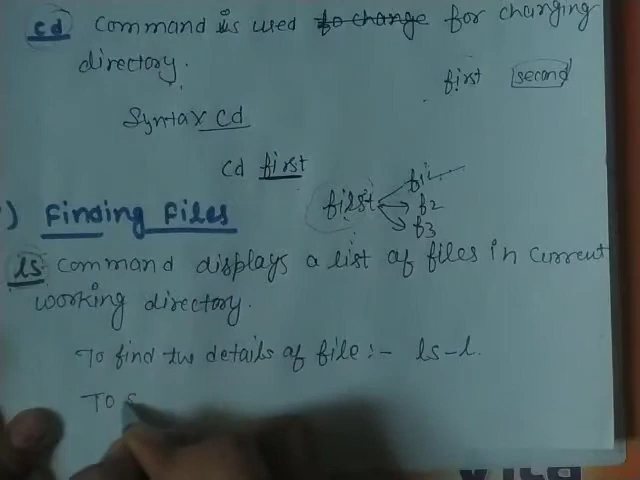 cd command is used to change for changing
directory.
first second
Syntax cd
cd first
) Finding Files
first
f1
f2
f3
ls command displays a list of files in current
working directory.
To find the details of file :- ls -l.
To s